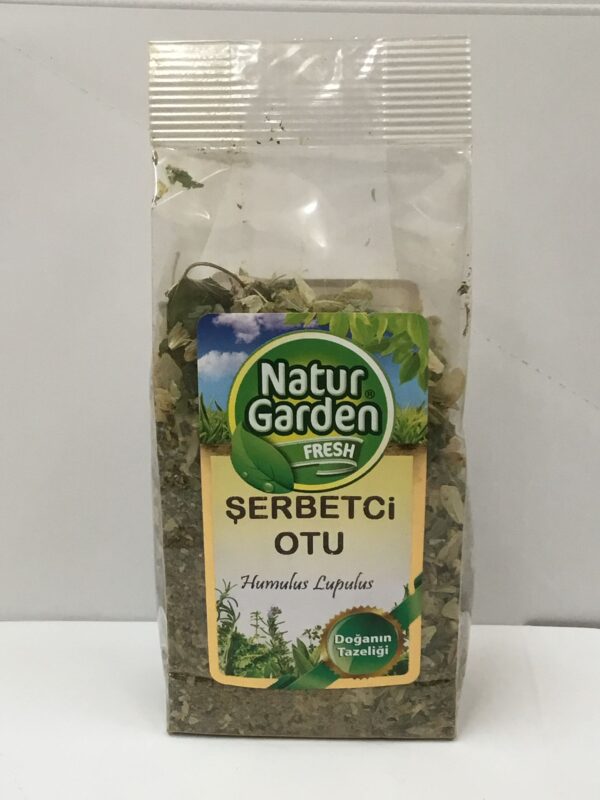 Natur
Garden®
FRESH
ŞERBETCİ
OTU
Humulus Lupulus
Doğanın
Tazeliği